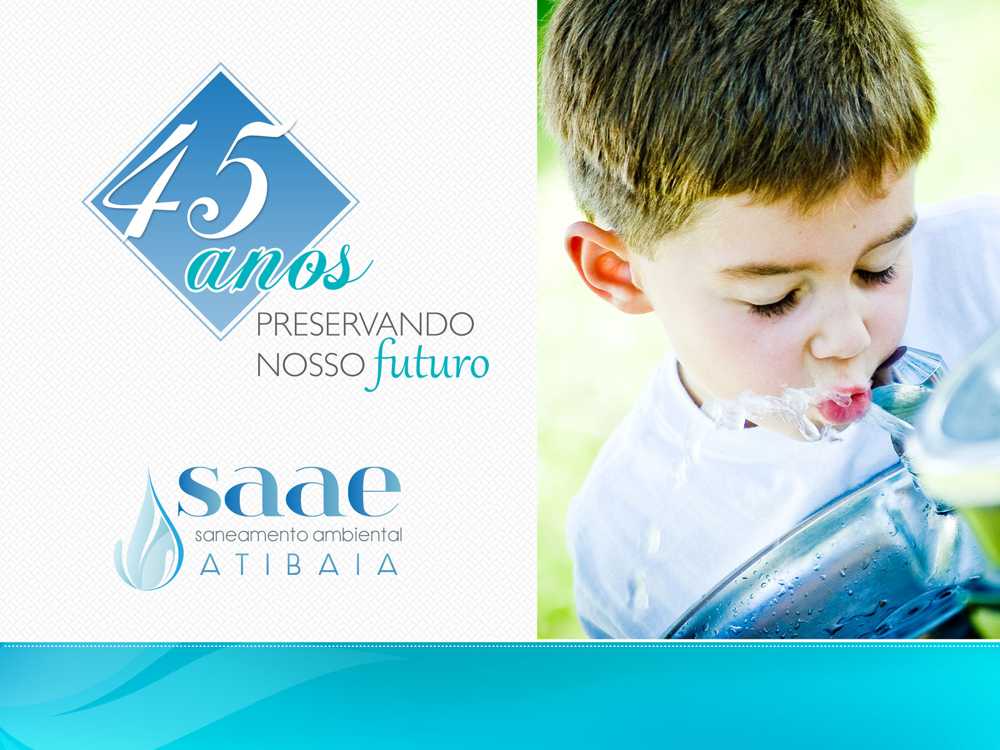 45
anos
PRESERVANDO
NOSSO futuro
saae
saneamento ambiental
ATIBAIA